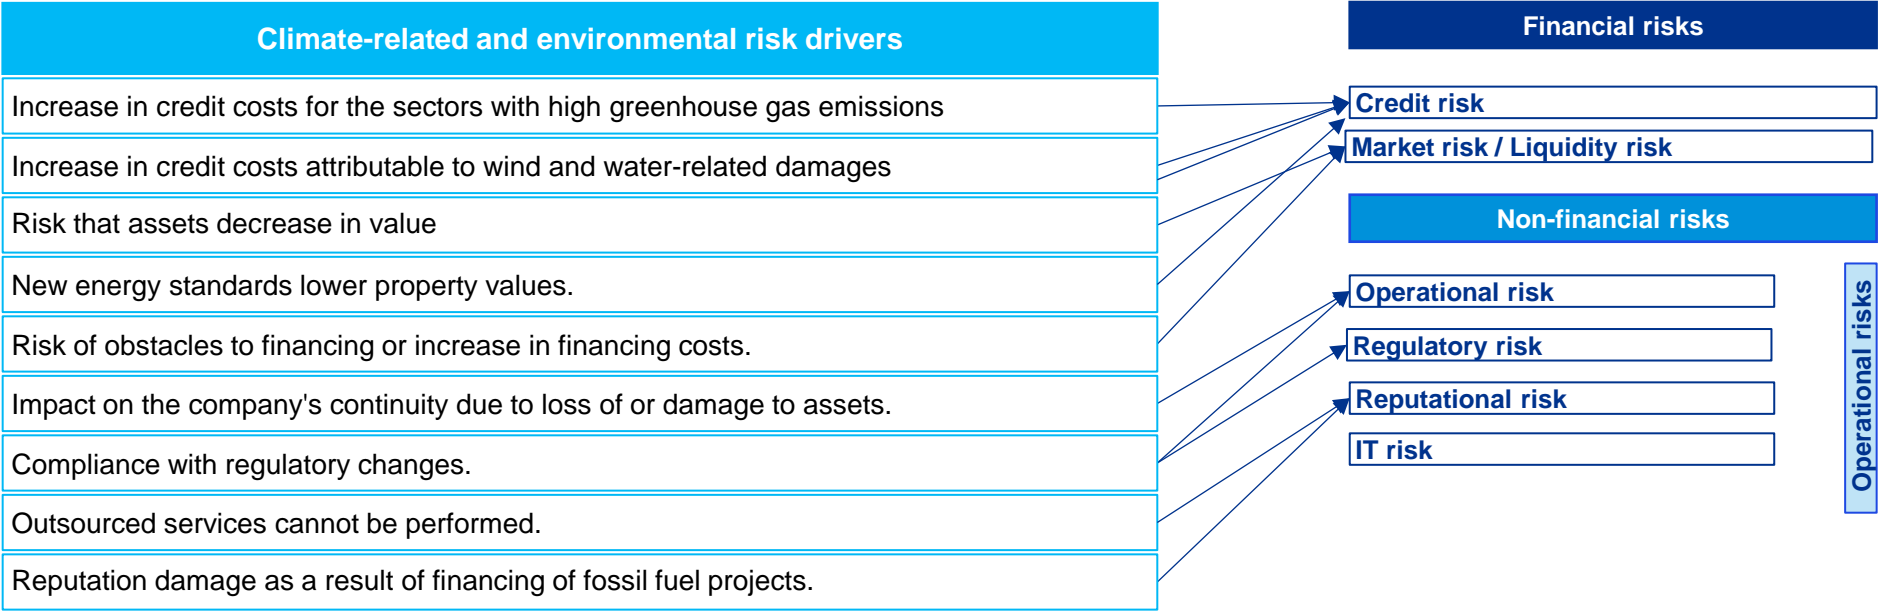 Climate-related and environmental risk drivers
Increase in credit costs for the sectors with high greenhouse gas emissions
Increase in credit costs attributable to wind and water-related damages
Risk that assets decrease in value
New energy standards lower property values.
Risk of obstacles to financing or increase in financing costs.
Impact on the company's continuity due to loss of or damage to assets.
Compliance with regulatory changes.
Outsourced services cannot be performed.
Reputation damage as a result of financing of fossil fuel projects.
Financial risks
Credit risk
Market risk / Liquidity risk
Non-financial risks
Operational risk
Regulatory risk
Reputational risk
IT risk
Operational risks